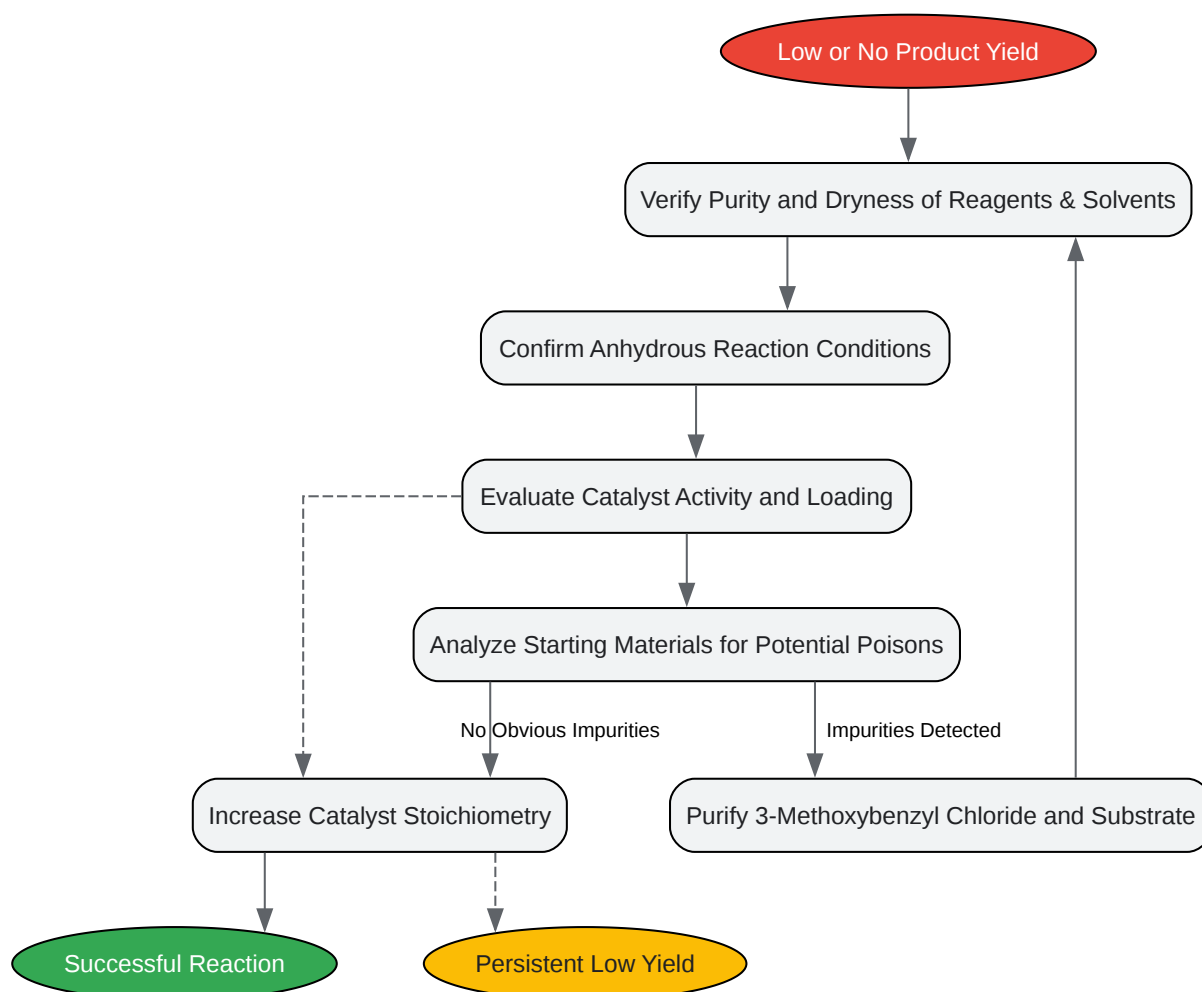 Low or No Product Yield
Verify Purity and Dryness of Reagents & Solvents
Confirm Anhydrous Reaction Conditions
Evaluate Catalyst Activity and Loading
Analyze Starting Materials for Potential Poisons
No Obvious Impurities
Impurities Detected
Increase Catalyst Stoichiometry
Purify 3-Methoxybenzyl Chloride and Substrate
Successful Reaction
Persistent Low Yield